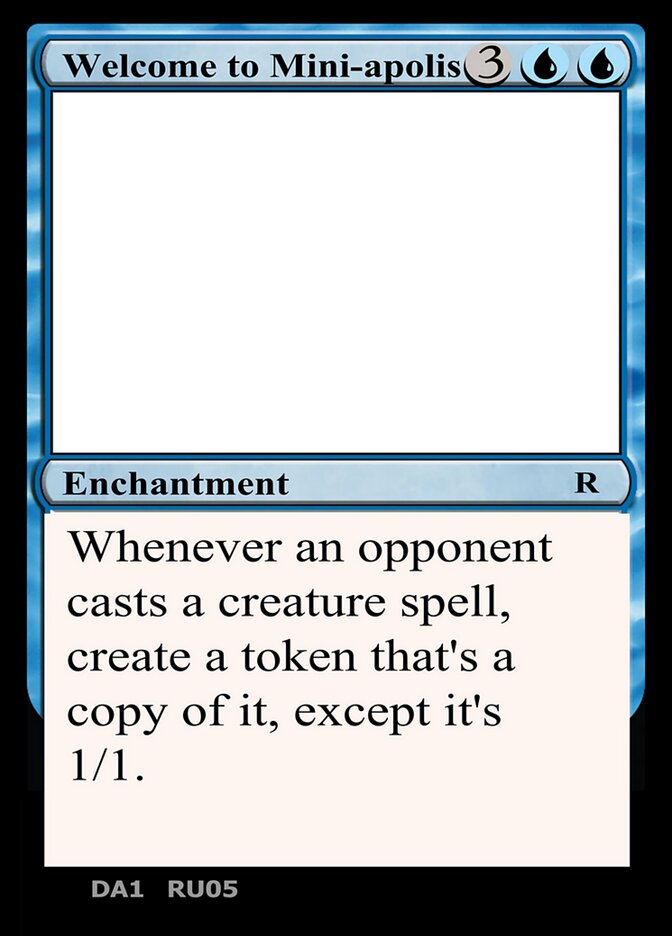 Welcome to Mini-apolis 3
Enchantment R
Whenever an opponent
casts a creature spell,
create a token that's a
copy of it, except it's
1/1.
DA1 RU05